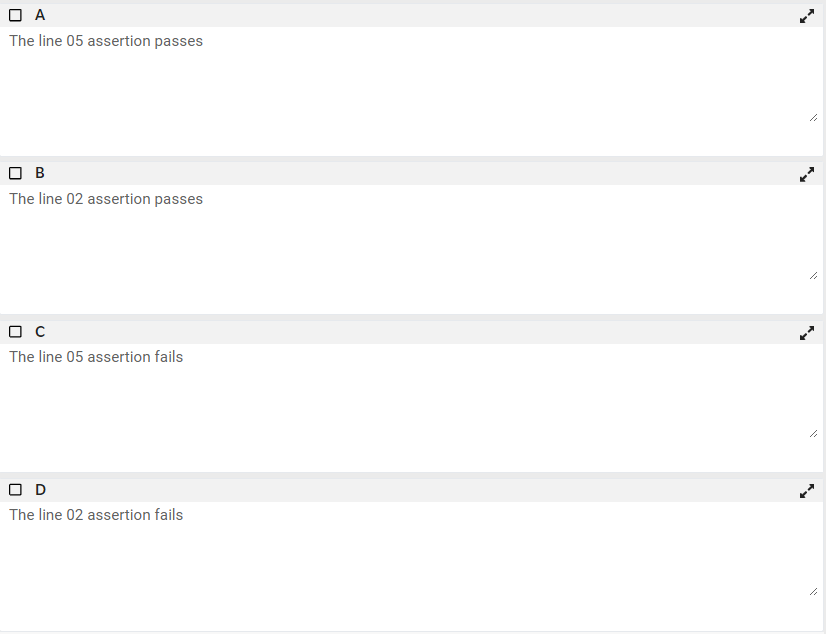 A
The line 05 assertion passes
B
The line 02 assertion passes
C
The line 05 assertion fails
D
The line 02 assertion fails